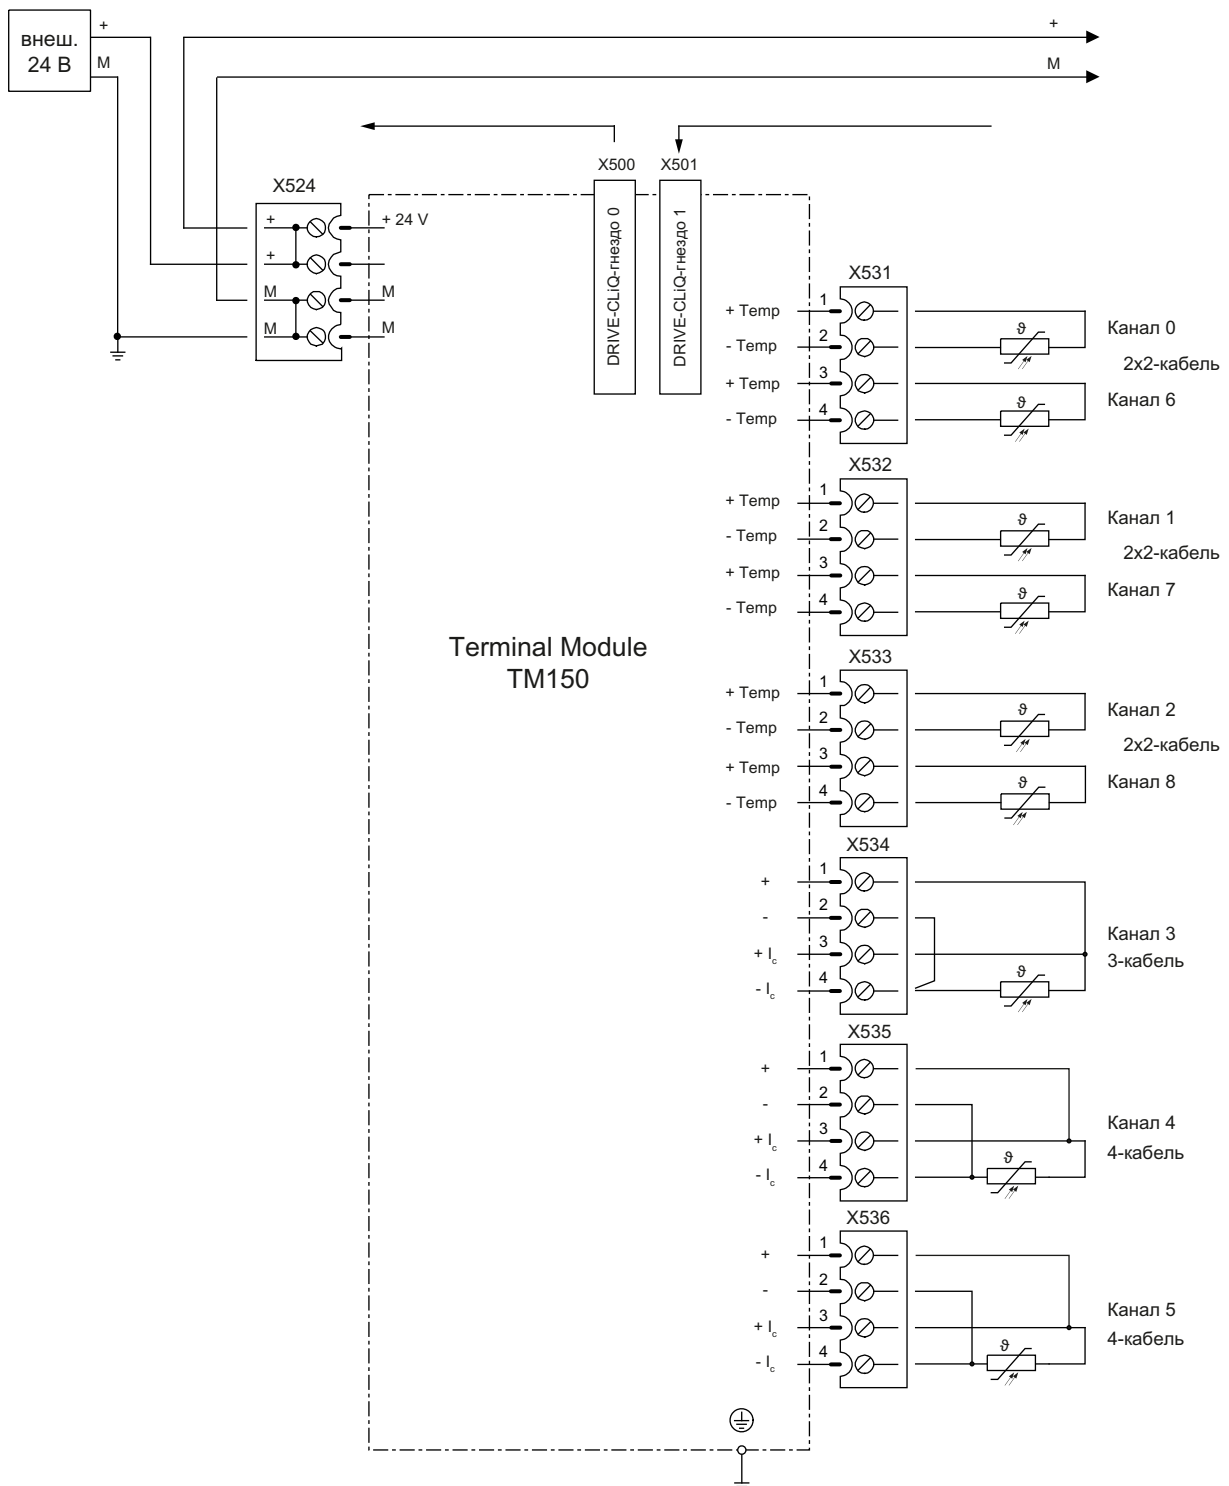 внеш.
24 В
+
M
+
M
X524
+
+
M
M
+ 24 V
M
M
X500
X501
DRIVE-CLiQ-гнездо 0
DRIVE-CLiQ-гнездо 1
Terminal Module
TM150
X531
+ Temp 1
- Temp 2
+ Temp 3
- Temp 4
ϑ
ϑ
Канал 0
2x2-кабель
Канал 6
X532
+ Temp 1
- Temp 2
+ Temp 3
- Temp 4
ϑ
ϑ
Канал 1
2x2-кабель
Канал 7
X533
+ Temp 1
- Temp 2
+ Temp 3
- Temp 4
ϑ
ϑ
Канал 2
2x2-кабель
Канал 8
X534
+ 1
- 2
+ Ic 3
- Ic 4
ϑ
Канал 3
3-кабель
X535
+ 1
- 2
+ Ic 3
- Ic 4
ϑ
Канал 4
4-кабель
X536
+ 1
- 2
+ Ic 3
- Ic 4
ϑ
Канал 5
4-кабель